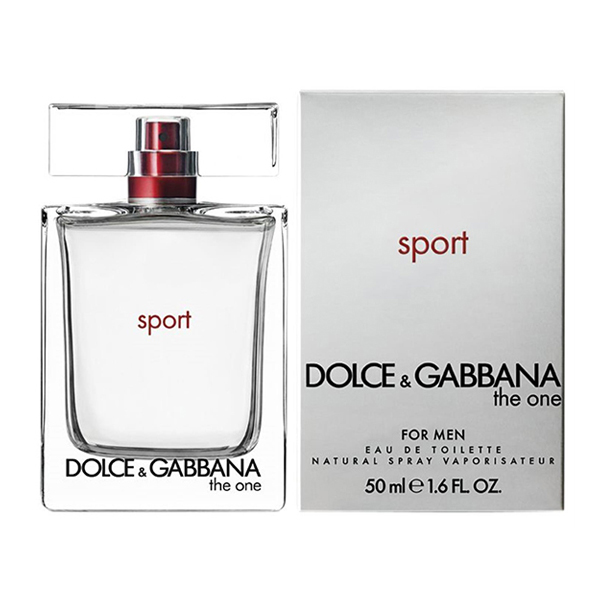 sport
DOLCE & GABBANA
the one
sport
DOLCE & GABBANA
the one
FOR MEN
EAU DE TOILETTE
NATURAL SPRAY VAPORISATEUR
50 ml e 1.6 FL. OZ.